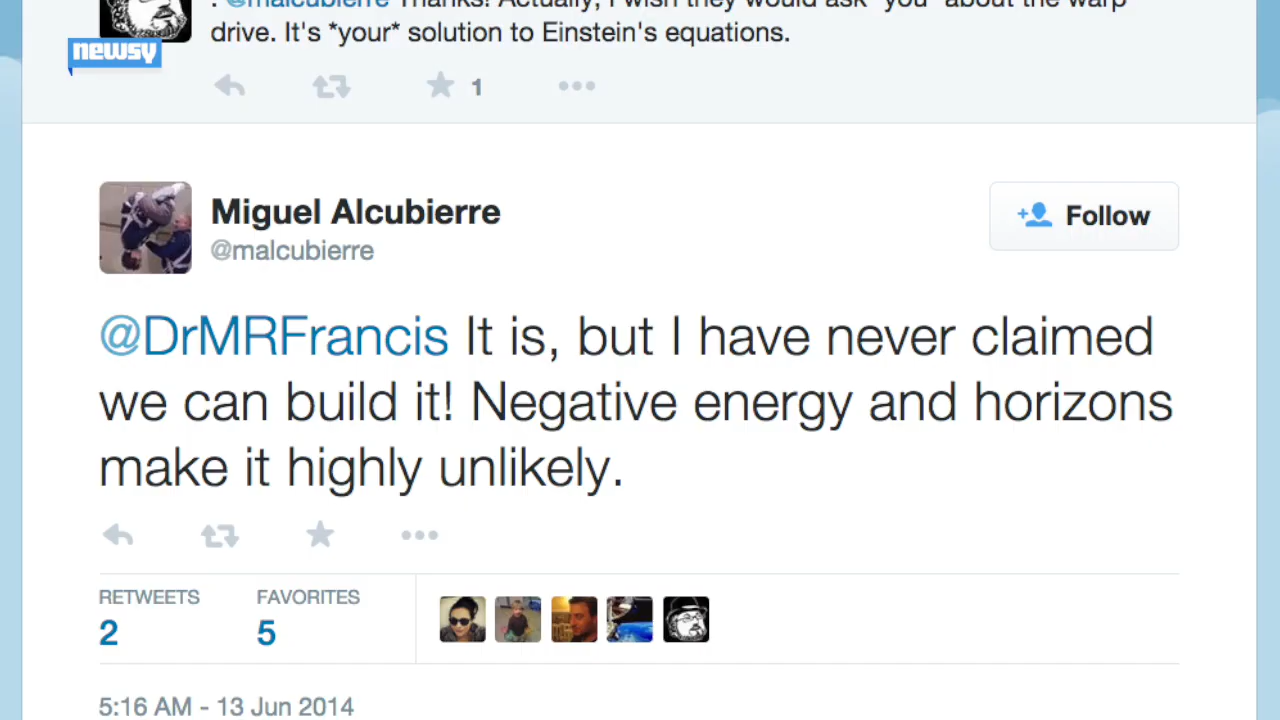 . @malcubierre Thanks! Actually, I wish they would ask *you* about the warp
drive. It's *your* solution to Einstein's equations.
newsy
1
Miguel Alcubierre
@malcubierre
Follow
@DrMRFrancis It is, but I have never claimed
we can build it! Negative energy and horizons
make it highly unlikely.
RETWEETS FAVORITES
2 5
5:16 AM - 13 Jun 2014